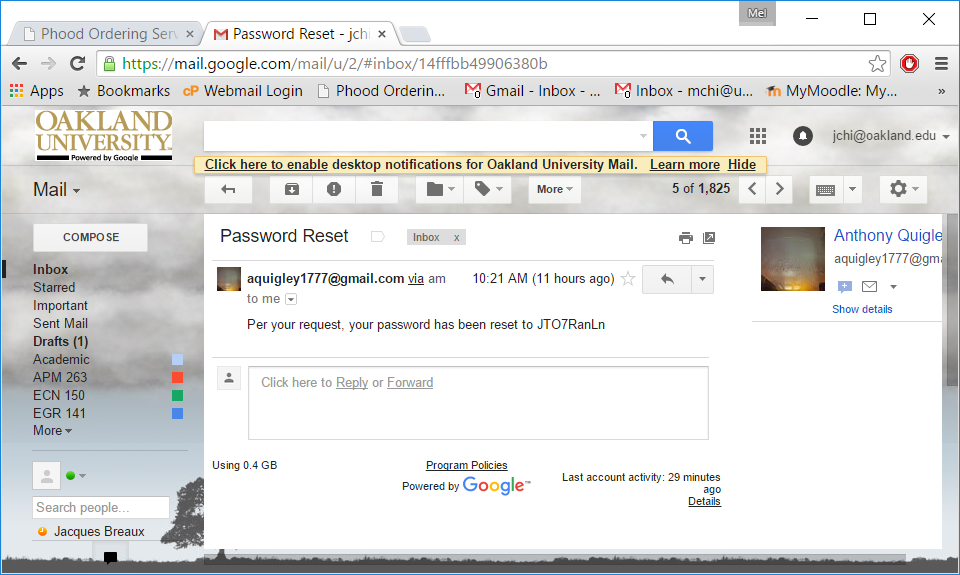 Mel
Phood Ordering Serv
Password Reset - jchi
https://mail.google.com/mail/u/2/#inbox/14fffbb49906380b
Apps Bookmarks cP Webmail Login Phood Orderin... 0 Gmail - Inbox - ... 0 Inbox - mchi@u... MyMoodle: My... »
OAKLAND
UNIVERSITY
Powered by Google
jchi@oakland.edu
Click here to enable desktop notifications for Oakland University Mail. Learn more Hide
Mail
More
5 of 1,825
COMPOSE
Inbox
Starred
Important
Sent Mail
Drafts (1)
Academic
APM 263
ECN 150
EGR 141
More
Search people...
Jacques Breaux
Password Reset
Inbox x
aquigley1777@gmail.com via am 10:21 AM (11 hours ago)
to me
Per your request, your password has been reset to JTO7RanLn
Click here to Reply or Forward
Using 0.4 GB
Program Policies
Powered by Google™
Last account activity: 29 minutes
ago
Details
Anthony Quigle
aquigley1777@gma
Show details